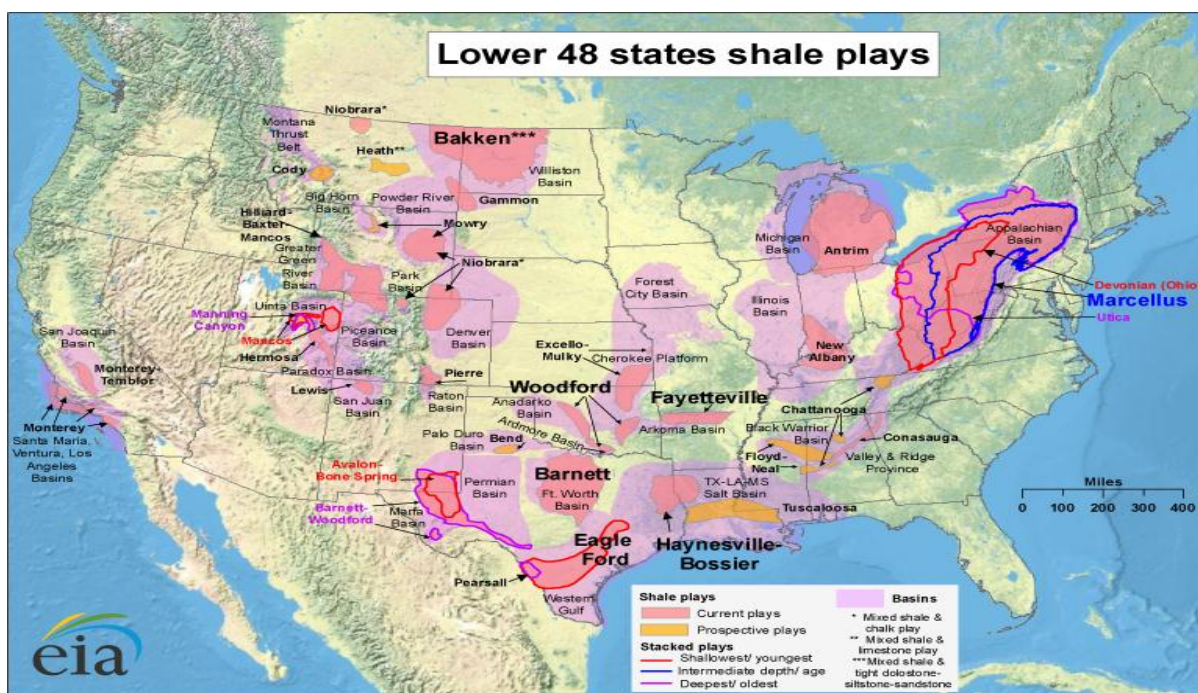 Lower 48 states shale plays
Niobrara*
Montana
Thrust
Belt
Bakken***
Heath**
Cody
Williston
Basin
Big Horn
Basin
Powder River
Basin
Gammon
Hilliard-
Baxter
Mancos
Mowry
Greater
Green
River
Basin
Niobrara*
Park
Basin
Michigan
Basin
Antrim
Appalachian
Basin
Devonian (Ohio
Marcellus
Utica
Forest
City Basin
Illinois
Basin
Uinta Basin
Manning
Canyon
Mancos
Piceance
Basin
Denver
Basin
San Joaquin
Basin
Hermosa
Excello-
Mulky
Cherokee Platform
New
Albany
Monterey-
Temblor
Paradox Basin
Lewis
San Juan
Basin
Pierre
Raton
Basin
Woodford
Anadarko
Basin
Fayetteville
Chattanooga
Monterey
Santa Maria,
Ventura, Los
Angeles
Basins
Ardmore Basin
Arkoma Basin
Black Warrior
Basin
Conasauga
Palo Duro
Basin
Bend
Floyd-
Neal
Valley & Ridge
Province
Avalon-
Bone Spring
Permian
Basin
Barnett
Ft. Worth
Basin
TX-LA-MS
Salt Basin
Tuscaloosa
Miles
0 100 200 300 400
Barnett-
Woodford
Marfa
Basin
Eagle
Ford
Haynesville-
Bossier
Pearsall
Western
Gulf
Shale plays
Current plays
Prospective plays
Stacked plays
Shallowest/ youngest
Intermediate depth/ age
Deepest/ oldest
Basins
* Mixed shale &
chalk play
** Mixed shale &
limestone play
***Mixed shale &
tight dolostone-
siltstone-sandstone
eia